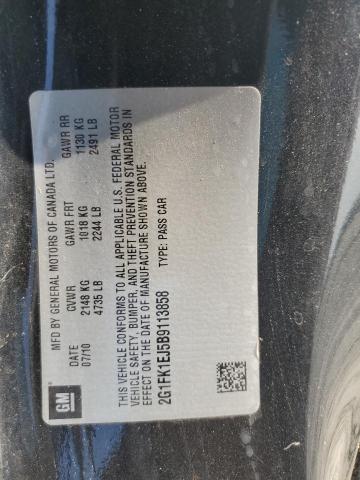 MFD BY GENERAL MOTORS OF CANADA LTD.
DATE GVWR GAWR FRT GAWR RR
07/10 2148 KG 1018 KG 1130 KG
4735 LB 2244 LB 2491 LB
THIS VEHICLE CONFORMS TO ALL APPLICABLE U.S. FEDERAL MOTOR
VEHICLE SAFETY, BUMPER, AND THEFT PREVENTION STANDARDS IN
EFFECT ON THE DATE OF MANUFACTURE SHOWN ABOVE.
2G1FK1EJ5B9113858 TYPE: PASS CAR
GM